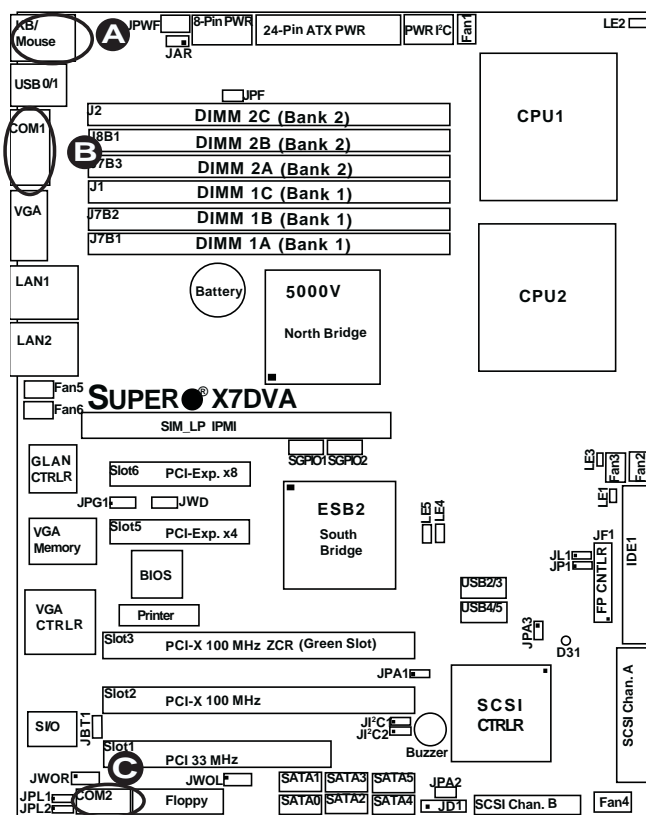 KB/
Mouse
A
JPWF
JAR
8-Pin PWR
24-Pin ATX PWR
PWR I²C
Fan1
LE2
USB 0/1
JPF
COM1
B
J2
DIMM 2C (Bank 2)
J8B1
DIMM 2B (Bank 2)
J7B3
DIMM 2A (Bank 2)
J1
DIMM 1C (Bank 1)
J7B2
DIMM 1B (Bank 1)
J7B1
DIMM 1A (Bank 1)
CPU1
VGA
LAN1
LAN2
Battery
5000V
North Bridge
CPU2
Fan5
Fan6
SUPER ® X7DVA
SIM_LP IPMI
SGPIO1 SGPIO2
GLAN
CTRLR
Slot6
PCI-Exp. x8
JPG1
JWD
Slot5
PCI-Exp. x4
VGA
Memory
BIOS
ESB2
South
Bridge
LE5
LE4
LE3
Fan3
Fan2
LE1
JF1
FP CNTLR
IDE1
JL1
JP1
USB2/3
USB4/5
VGA
CTRLR
Printer
Slot3
PCI-X 100 MHz ZCR (Green Slot)
JPA3
D31
JPA1
Slot2
PCI-X 100 MHz
SCSI
CTRLR
SCSI Chan. A
S/IO
JBT1
JI²C1
JI²C2
Buzzer
Slot1
PCI 33 MHz
C
JWOR
JWOL
SATA1
SATA3
SATA5
JPA2
JPL1
JPL2
COM2
Floppy
SATA0
SATA2
SATA4
JD1
SCSI Chan. B
Fan4